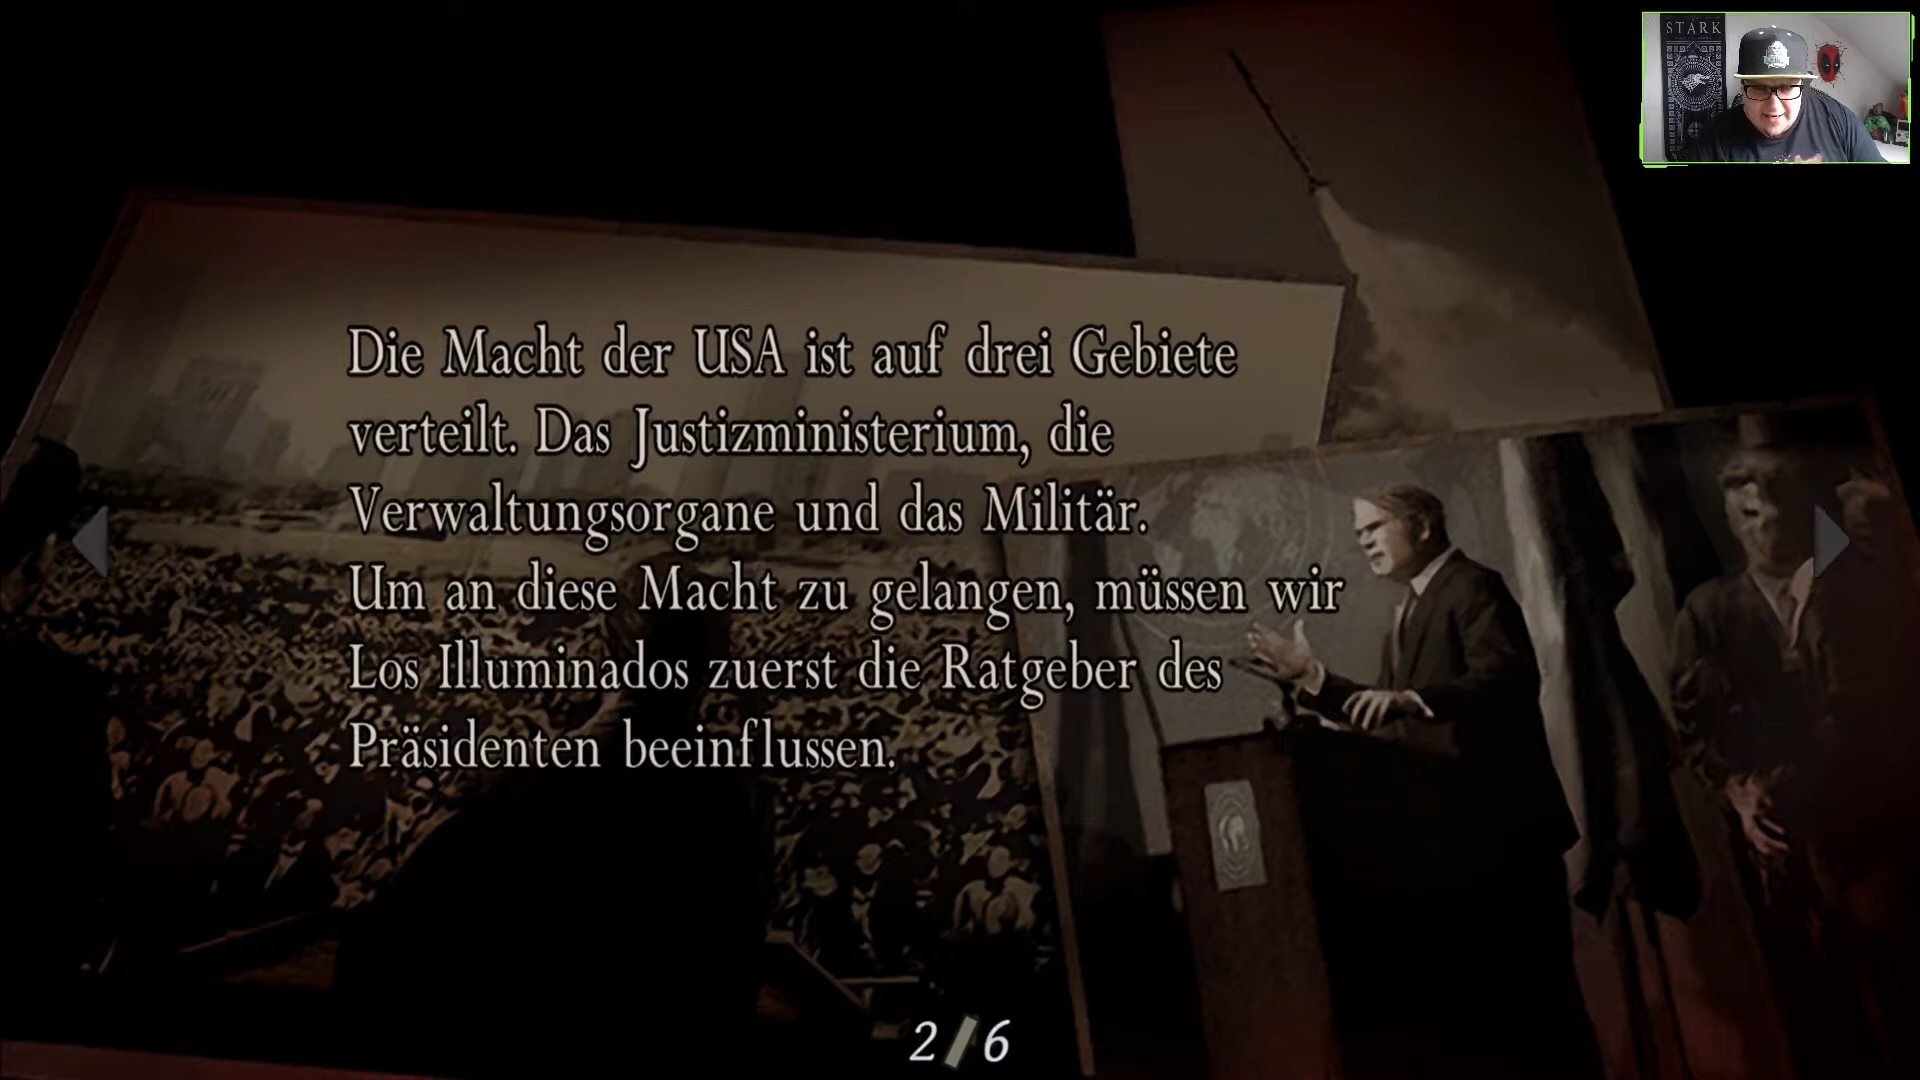 STARK
Die Macht der USA ist auf drei Gebiete
verteilt. Das Justizministerium, die
Verwaltungsorgane und das Militär.
Um an diese Macht zu gelangen, müssen wir
Los Illuminados zuerst die Ratgeber des
Präsidenten beeinflussen.
2/6